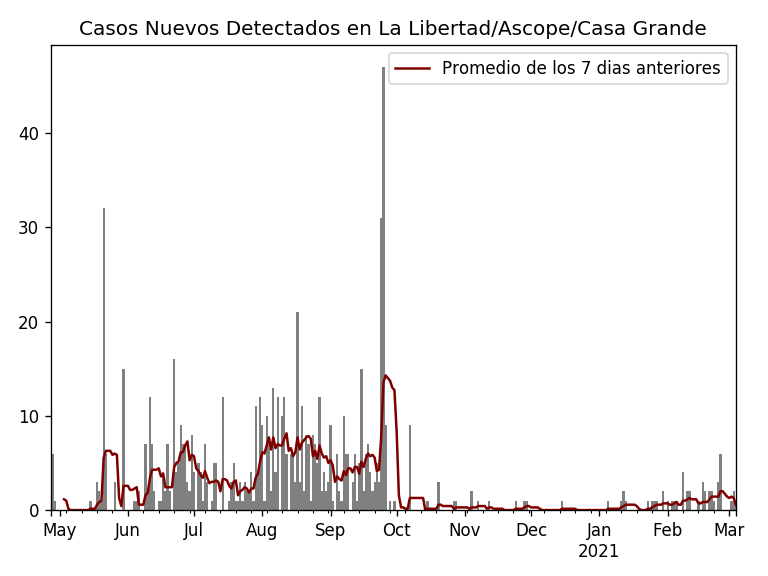 Casos Nuevos Detectados en La Libertad/Ascope/Casa Grande
Promedio de los 7 dias anteriores
40
30
20
10
0
May Jun Jul Aug Sep Oct Nov Dec Jan Feb Mar
2021